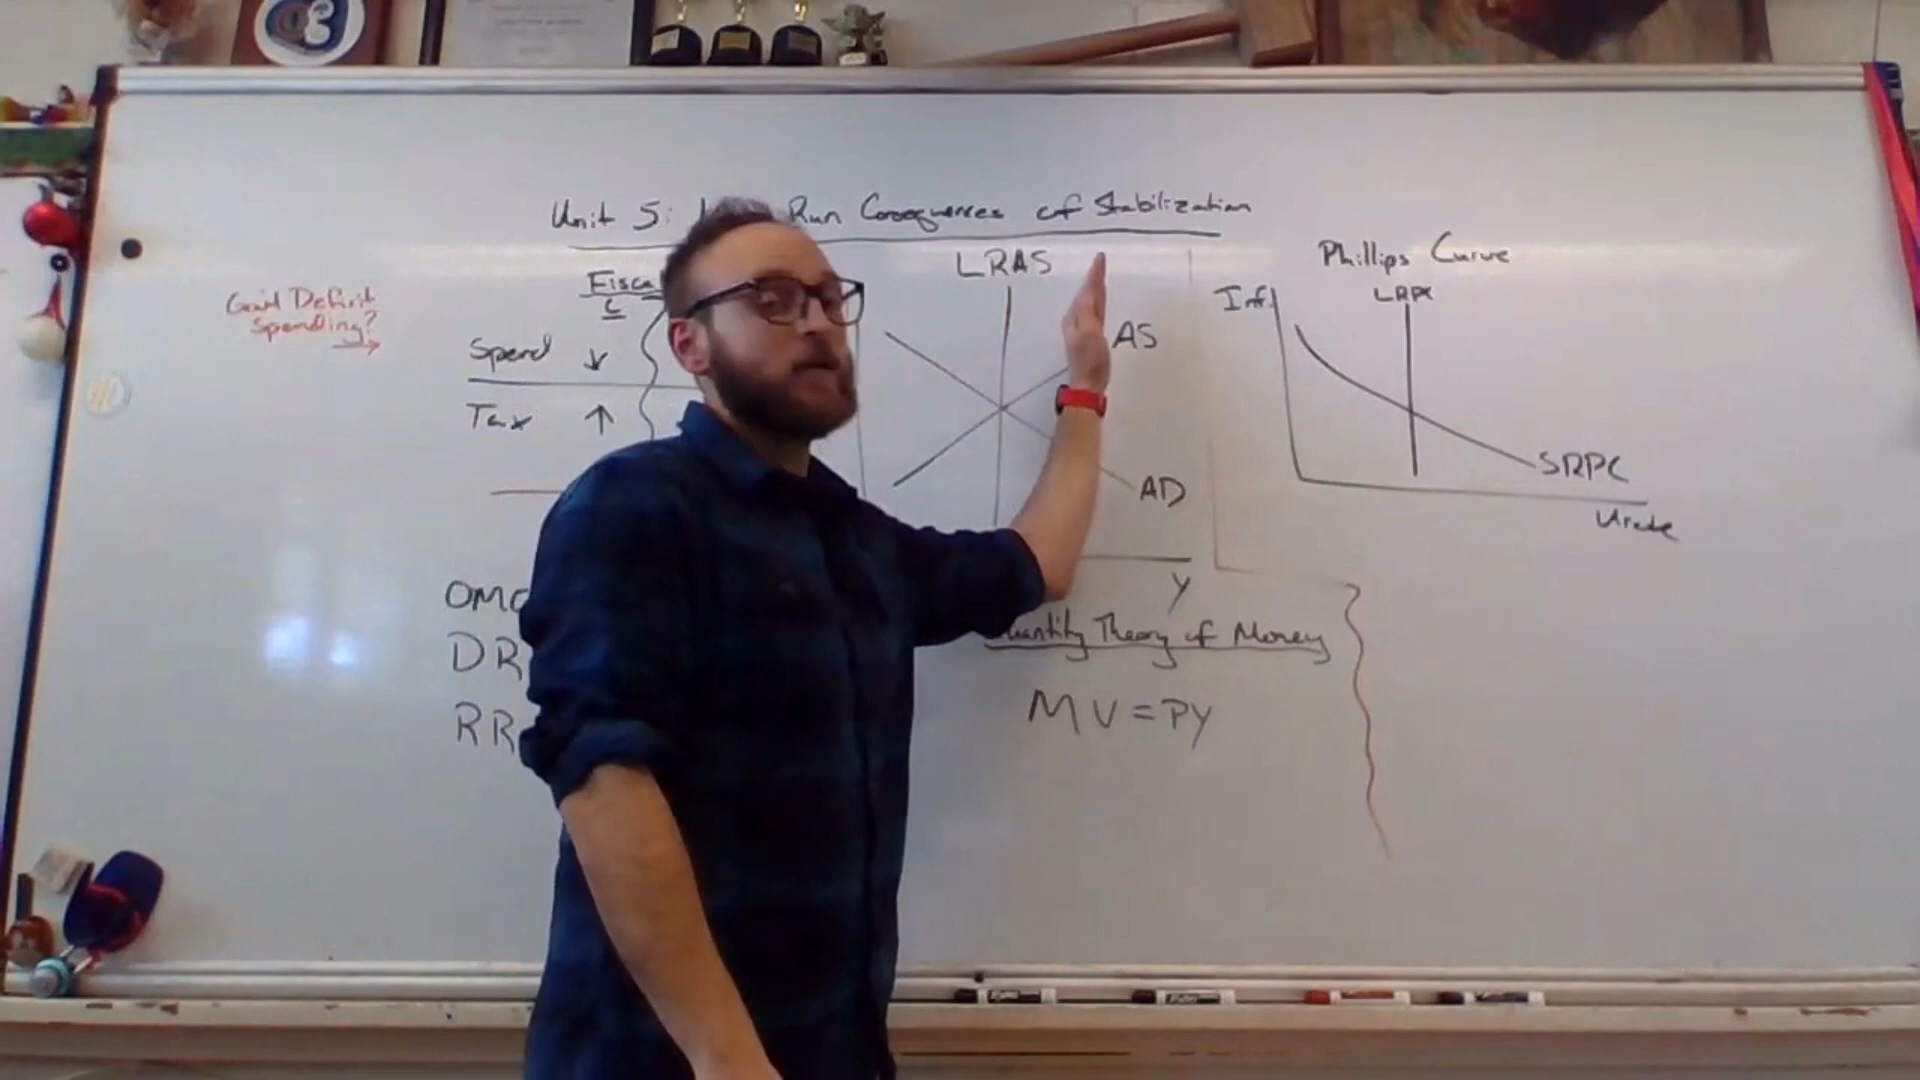 Unit 5: Run Consequences of Stabilization
Gov't Deficit
Spending?
Fisca
C
Spend ↓
Tax ↑
OMO
DR
RR
LRAS
AS
AD
Y
Phillips Curve
Inf.
LRPC
SRPC
Urate
Quantity Theory of Money
MV = PY